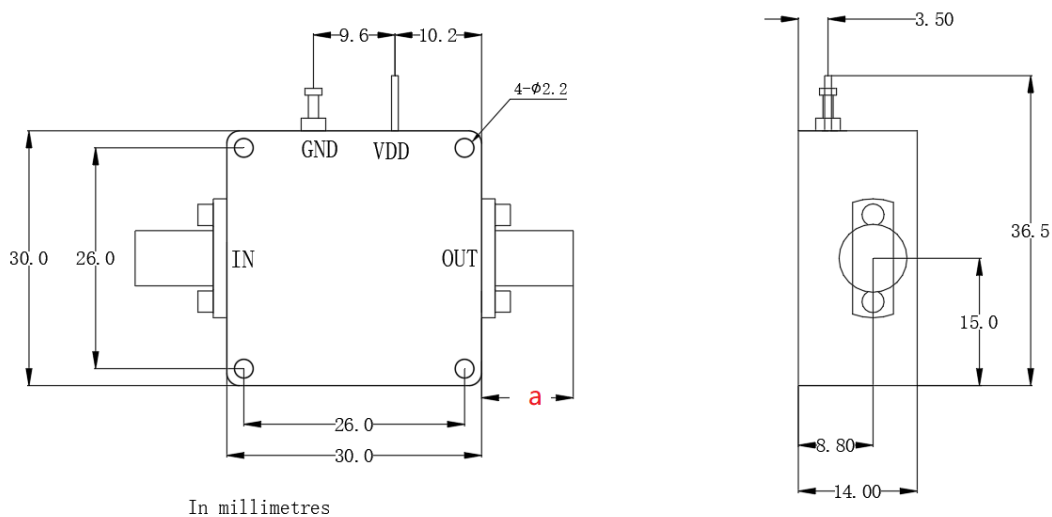 9.6
10.2
3.50
4-ϕ2.2
GND
VDD
30.0
26.0
IN
OUT
36.5
15.0
a
26.0
8.80
30.0
14.00
In millimetres